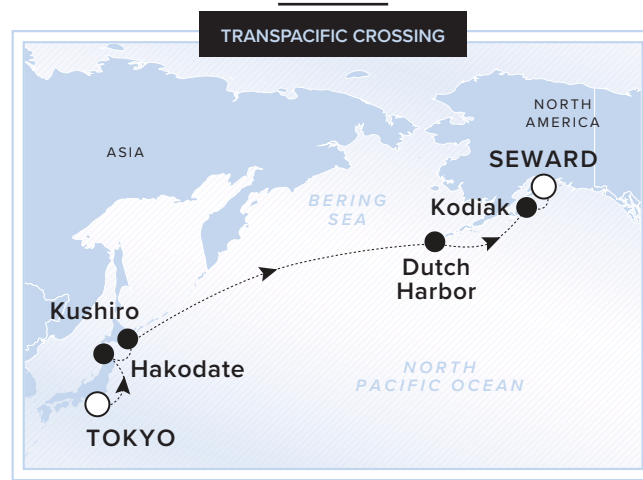 TRANSPACIFIC CROSSING
NORTH
AMERICA
ASIA
SEWARD
BERING
SEA
Kodiak
Dutch
Harbor
Kushiro
Hakodate
NORTH
PACIFIC OCEAN
TOKYO